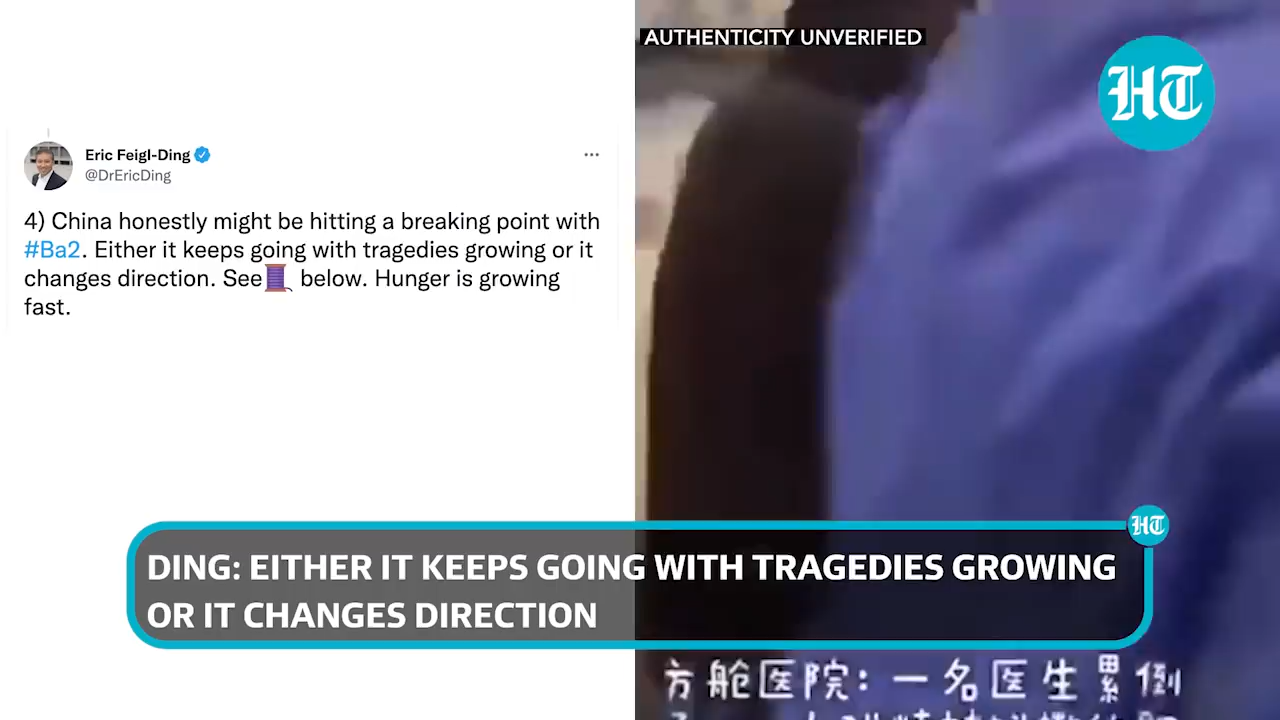 AUTHENTICITY UNVERIFIED
HT
Eric Feigl-Ding
@DrEricDing
4) China honestly might be hitting a breaking point with
#Ba2. Either it keeps going with tragedies growing or it
changes direction. See🧵 below. Hunger is growing
fast.
HT
DING: EITHER IT KEEPS GOING WITH TRAGEDIES GROWING
OR IT CHANGES DIRECTION
方舱医院：一名医生累倒